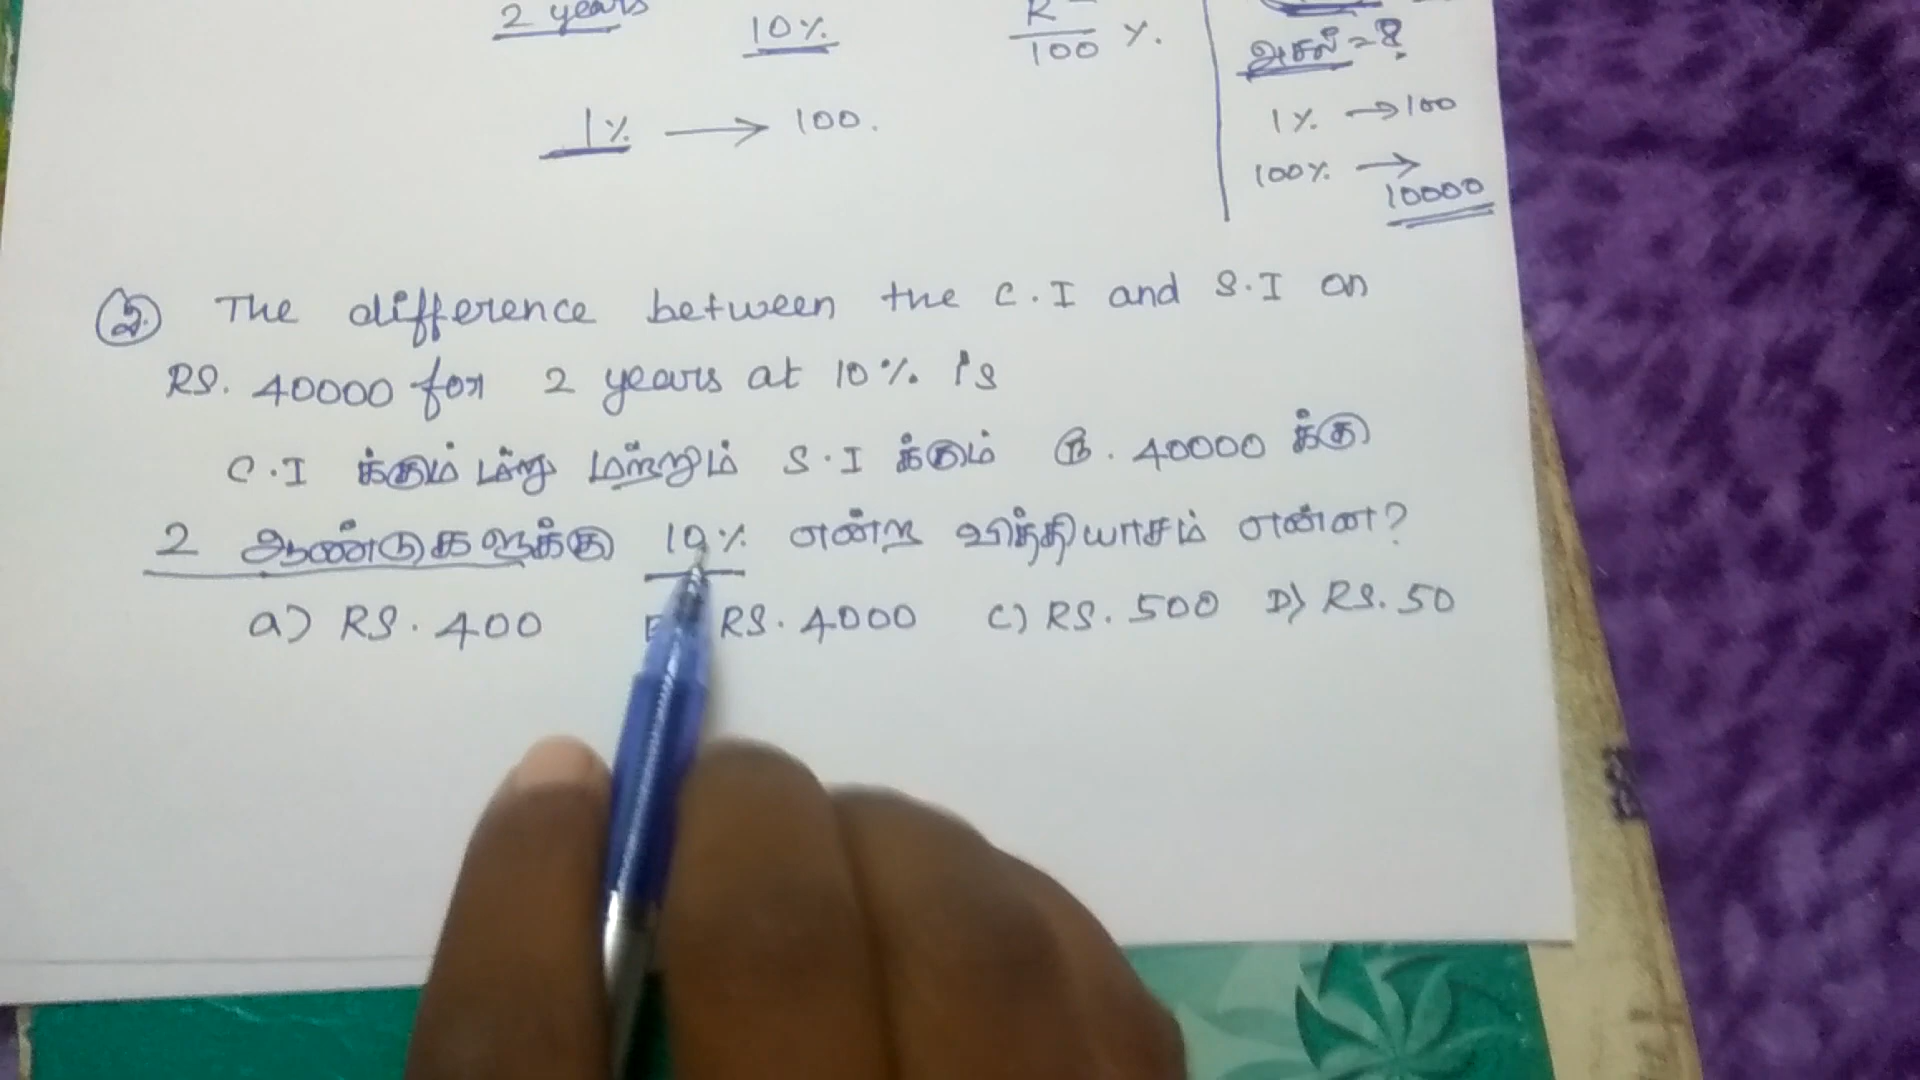 2 years 10% R²/100 %.
அசல் = ?
1% → 100.
1% → 100
100% →
10000
2. The difference between the C.I and S.I on
RS. 40000 for 2 years at 10% is
C.I க்கும் மற்றும் S.I க்கும் ரூ. 40000 க்கு
2 ஆண்டுகளுக்கு 10% என்ற வித்தியாசம் என்ன?
a) RS. 400 RS. 4000 C) RS. 500 D) RS. 50